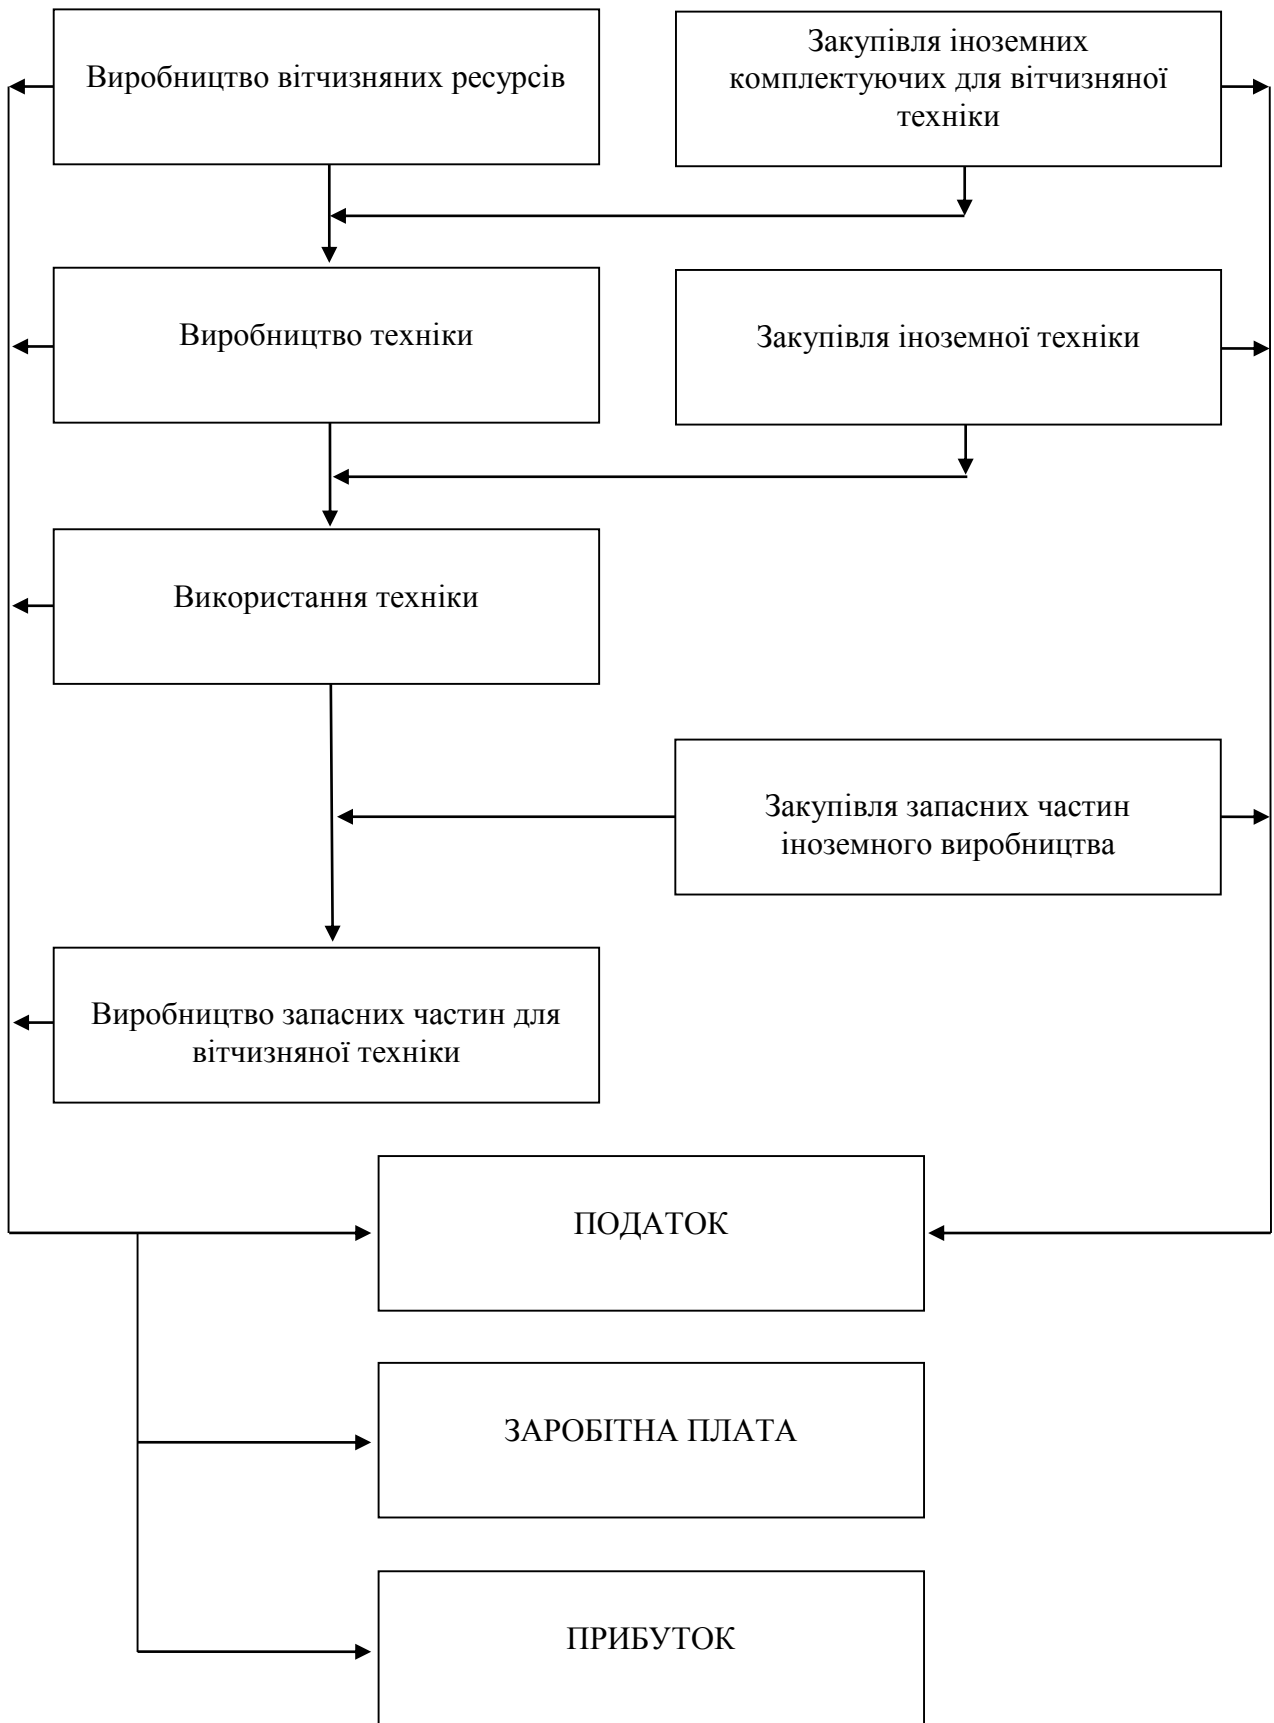 Виробництво вітчизняних ресурсів
Закупівля іноземних
комплектуючих для вітчизняної
техніки
Виробництво техніки
Закупівля іноземної техніки
Використання техніки
Закупівля запасних частин
іноземного виробництва
Виробництво запасних частин для
вітчизняної техніки
ПОДАТОК
ЗАРОБІТНА ПЛАТА
ПРИБУТОК